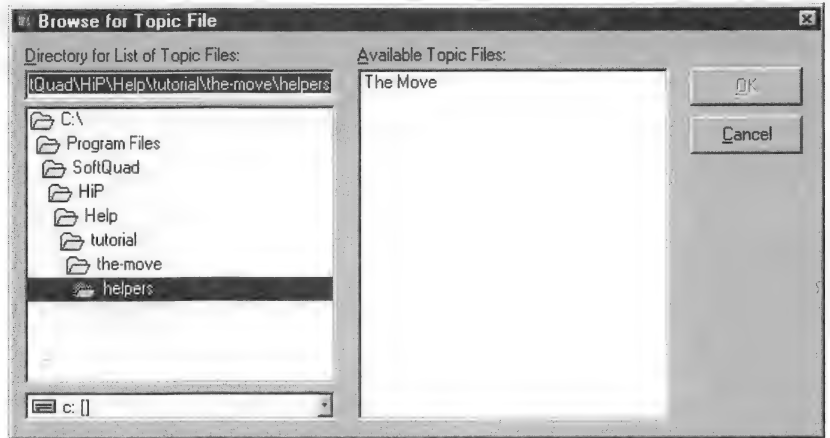 Browse for Topic File
Directory for List of Topic Files:
tQuad\HiP\Help\tutorial\the-move\helpers
C:\
Program Files
SoftQuad
HiP
Help
tutorial
the-move
helpers
c: []
Available Topic Files:
The Move
OK
Cancel